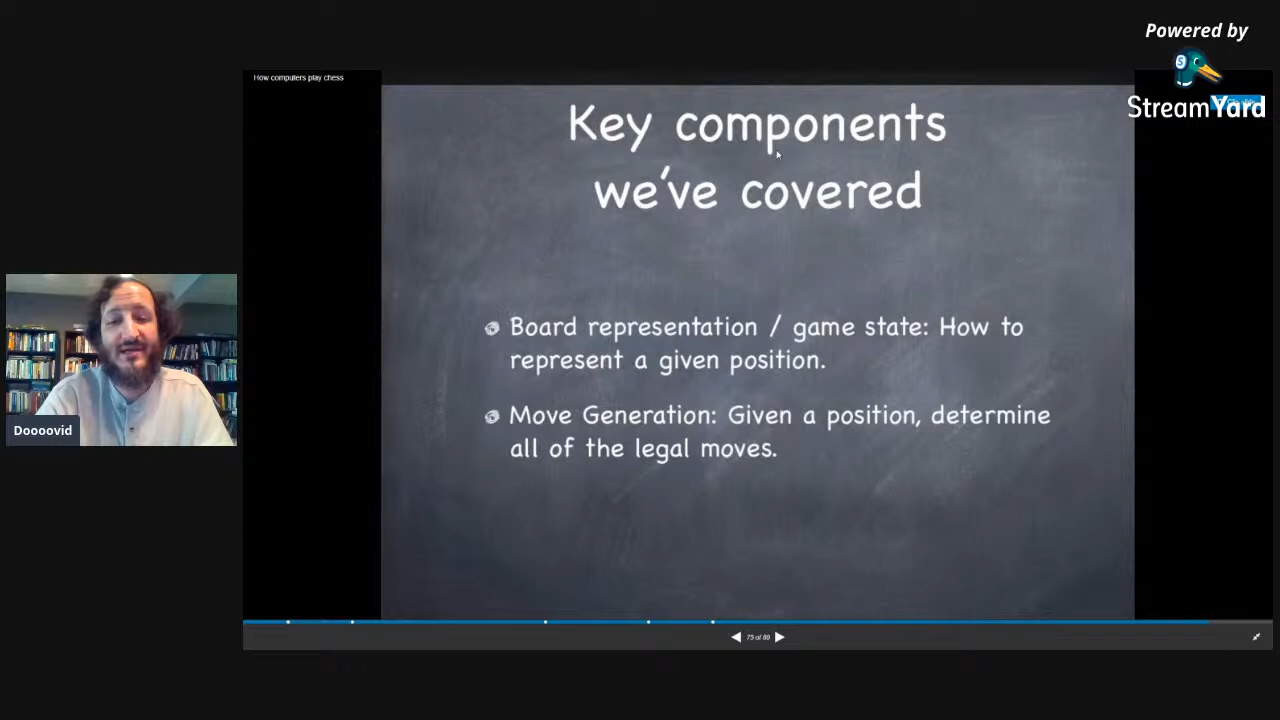 Powered by
StreamYard
How computers play chess
Key components
we've covered
Board representation / game state: How to
represent a given position.
Move Generation: Given a position, determine
all of the legal moves.
Doooovid
75 of 80